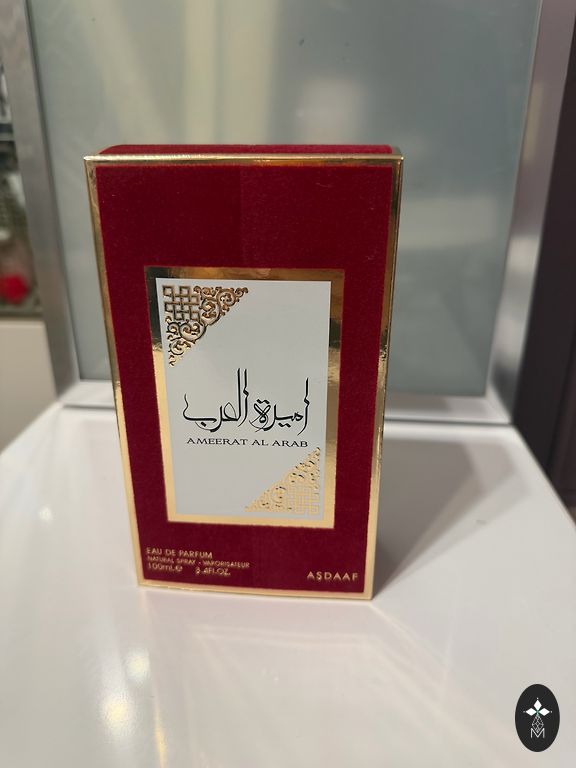 اميرة العرب
AMEERAT AL ARAB
EAU DE PARFUM
NATURAL SPRAY - VAPORISATEUR
100ml.e 3.4FL.OZ.
ASDAAF
M